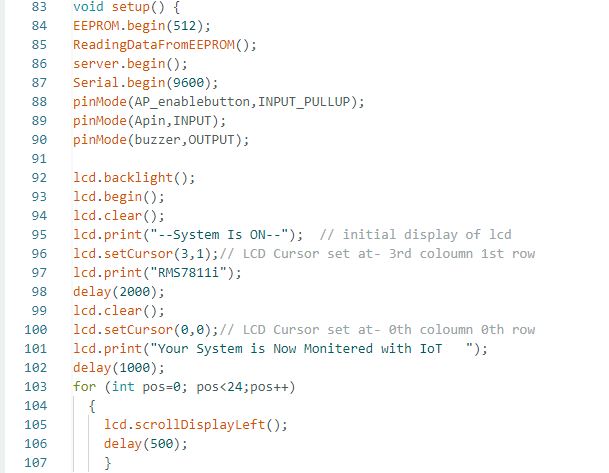 83 void setup() {
84 EEPROM.begin(512);
85 ReadingDataFromEEPROM();
86 server.begin();
87 Serial.begin(9600);
88 pinMode(AP_enablebutton,INPUT_PULLUP);
89 pinMode(Apin,INPUT);
90 pinMode(buzzer,OUTPUT);
91
92 lcd.backlight();
93 lcd.begin();
94 lcd.clear();
95 lcd.print("--System Is ON--");  // initial display of lcd
96 lcd.setCursor(3,1);// LCD Cursor set at- 3rd coloumn 1st row
97 lcd.print("RMS7811i");
98 delay(2000);
99 lcd.clear();
100 lcd.setCursor(0,0);// LCD Cursor set at- 0th coloumn 0th row
101 lcd.print("Your System is Now Monitered with IoT   ");
102 delay(1000);
103 for (int pos=0; pos<24;pos++)
104   {
105     lcd.scrollDisplayLeft();
106     delay(500);
107     }